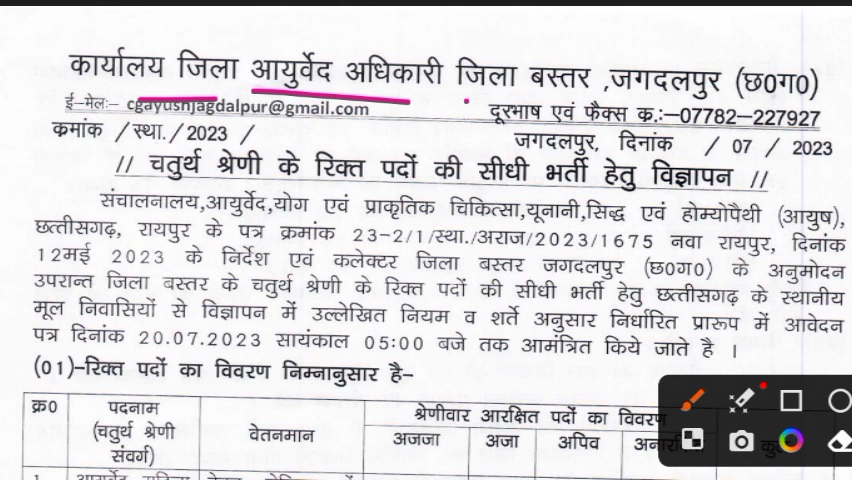 कार्यालय जिला आयुर्वेद अधिकारी जिला बस्तर ,जगदलपुर (छ0ग0)
ई–मेलः– cgayushjagdalpur@gmail.com दूरभाष एवं फैक्स क्र.:–07782–227927
क्रमांक /स्था./2023 / जगदलपुर, दिनांक / 07 / 2023
// चतुर्थ श्रेणी के रिक्त पदों की सीधी भर्ती हेतु विज्ञापन //
संचालनालय,आयुर्वेद,योग एवं प्राकृतिक चिकित्सा,यूनानी,सिद्ध एवं होम्योपैथी (आयुष),
छत्तीसगढ़, रायपुर के पत्र क्रमांक 23-2/1/स्था./अराज/2023/1675 नवा रायपुर, दिनांक
12मई 2023 के निर्देश एवं कलेक्टर जिला बस्तर जगदलपुर (छ0ग0) के अनुमोदन
उपरान्त जिला बस्तर के चतुर्थ श्रेणी के रिक्त पदों की सीधी भर्ती हेतु छत्तीसगढ़ के स्थानीय
मूल निवासियों से विज्ञापन में उल्लेखित नियम व शर्ते अनुसार निर्धारित प्रारूप में आवेदन
पत्र दिनांक 20.07.2023 सायंकाल 05:00 बजे तक आमंत्रित किये जाते है ।
(01)-रिक्त पदों का विवरण निम्नानुसार है-
क्र0 पदनाम (चतुर्थ श्रेणी संवर्ग) वेतनमान श्रेणीवार आरक्षित पदों का विवरण
अजजा अजा अपिव